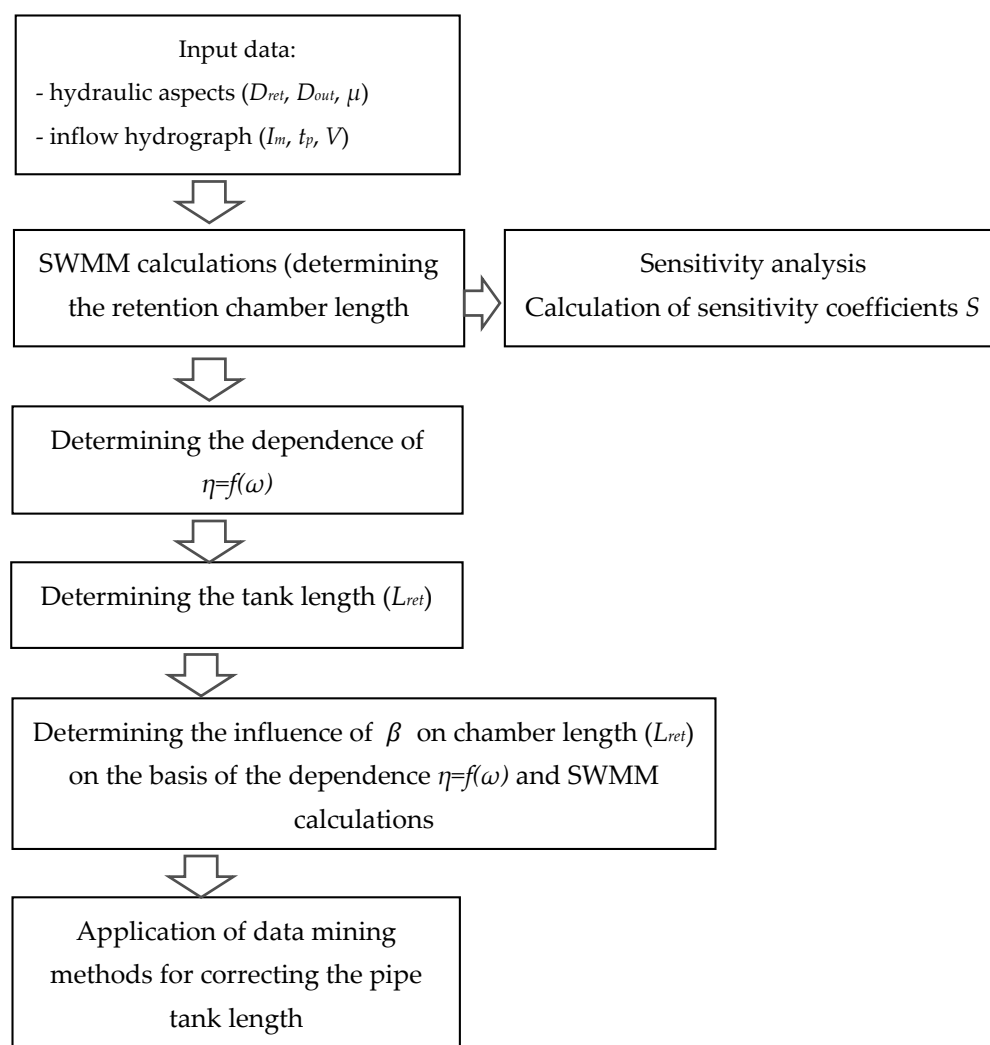 Input data:
- hydraulic aspects (Dret, Dout, μ)
- inflow hydrograph (Im, tp, V)
SWMM calculations (determining
the retention chamber length
Sensitivity analysis
Calculation of sensitivity coefficients S
Determining the dependence of
η=f(ω)
Determining the tank length (Lret)
Determining the influence of β on chamber length (Lret)
on the basis of the dependence η=f(ω) and SWMM
calculations
Application of data mining
methods for correcting the pipe
tank length